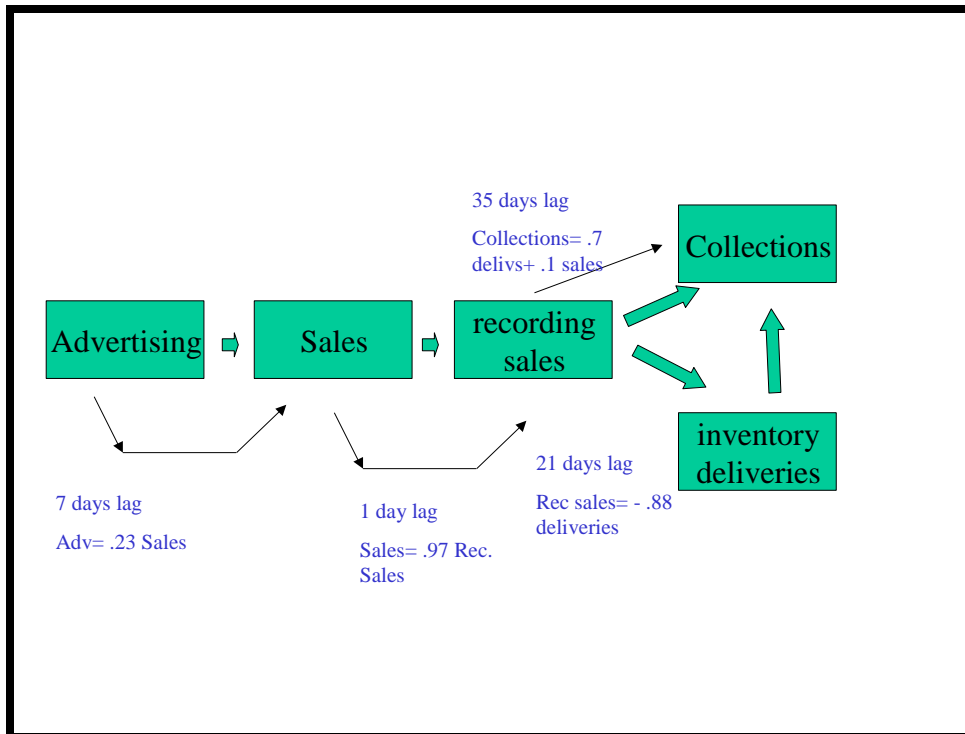 35 days lag
Collections= .7
delivs+ .1 sales
Collections
Advertising
Sales
recording
sales
inventory
deliveries
7 days lag
Adv= .23 Sales
1 day lag
Sales= .97 Rec.
Sales
21 days lag
Rec sales= - .88
deliveries